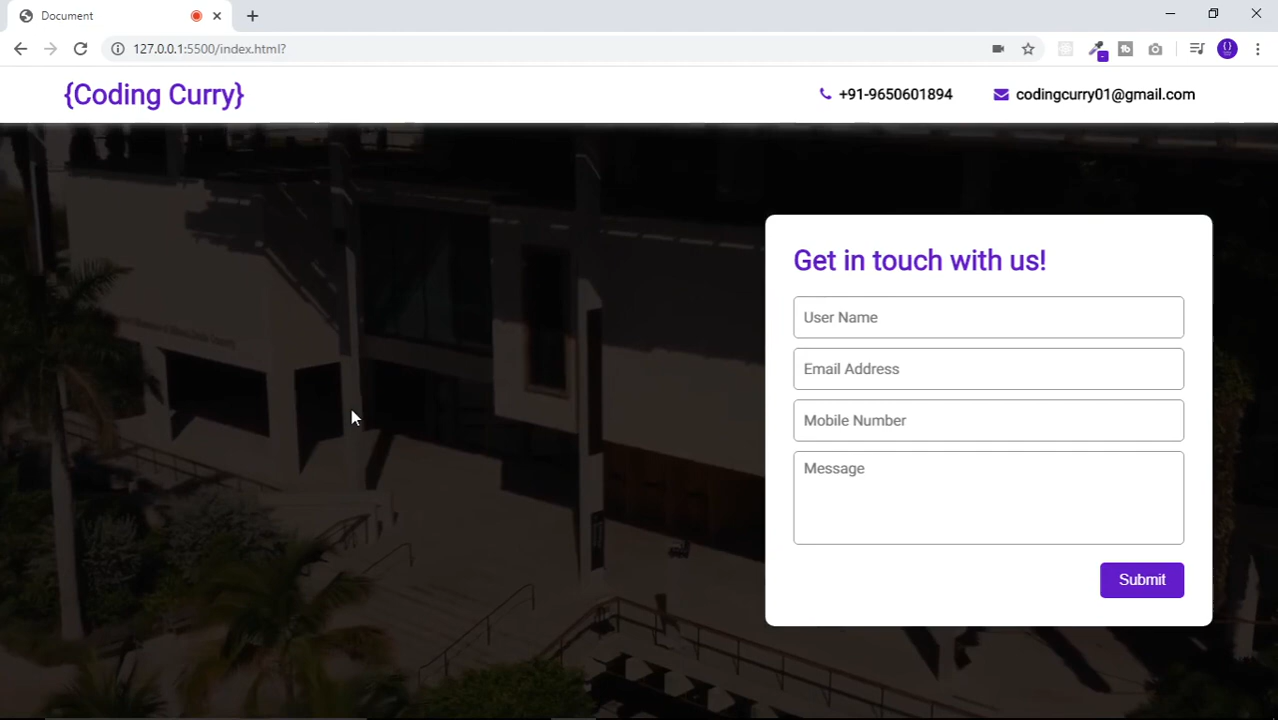 Document
127.0.0.1:5500/index.html?
{Coding Curry}
+91-9650601894
codingcurry01@gmail.com
Get in touch with us!
User Name
Email Address
Mobile Number
Message
Submit